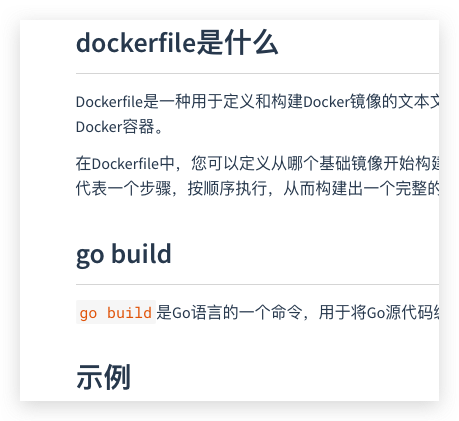 dockerfile是什么
Dockerfile是一种用于定义和构建Docker镜像的文本文
Docker容器。
在Dockerfile中，您可以定义从哪个基础镜像开始构建
代表一个步骤，按顺序执行，从而构建出一个完整的
go build
go build是Go语言的一个命令，用于将Go源代码编
示例